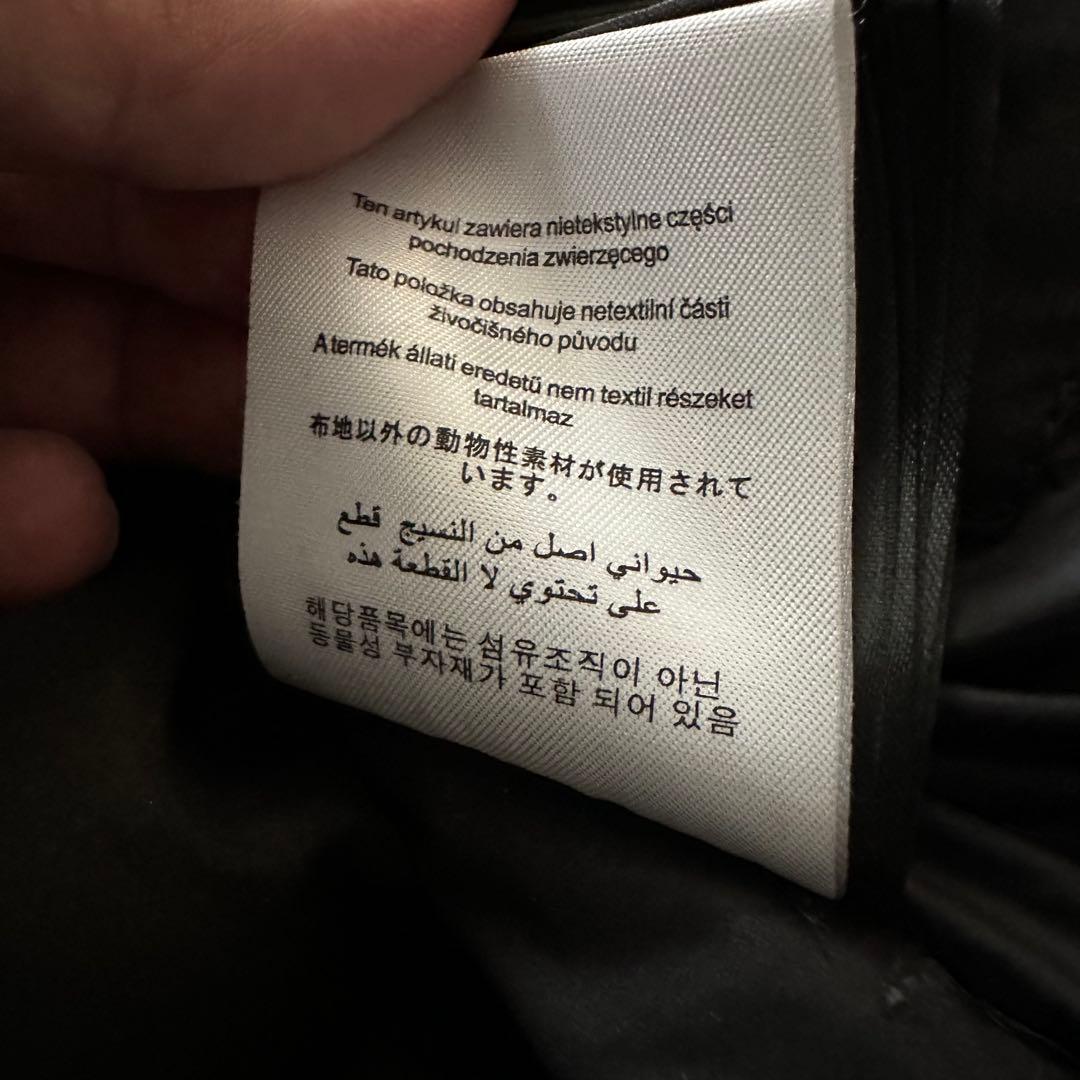 Ten artykuł zawiera nietekstylne części
pochodzenia zwierzęcego
Tato položka obsahuje netextilní části
živočišného původu
A termék állati eredetű nem textil részeket
tartalmaz
布地以外の動物性素材が使用されて
います。
حيواني اصل من النسيج قطع
على تحتوي لا القطعة هذه
해당품목에는 섬유조직이 아닌
동물성 부자재가 포함 되어 있음